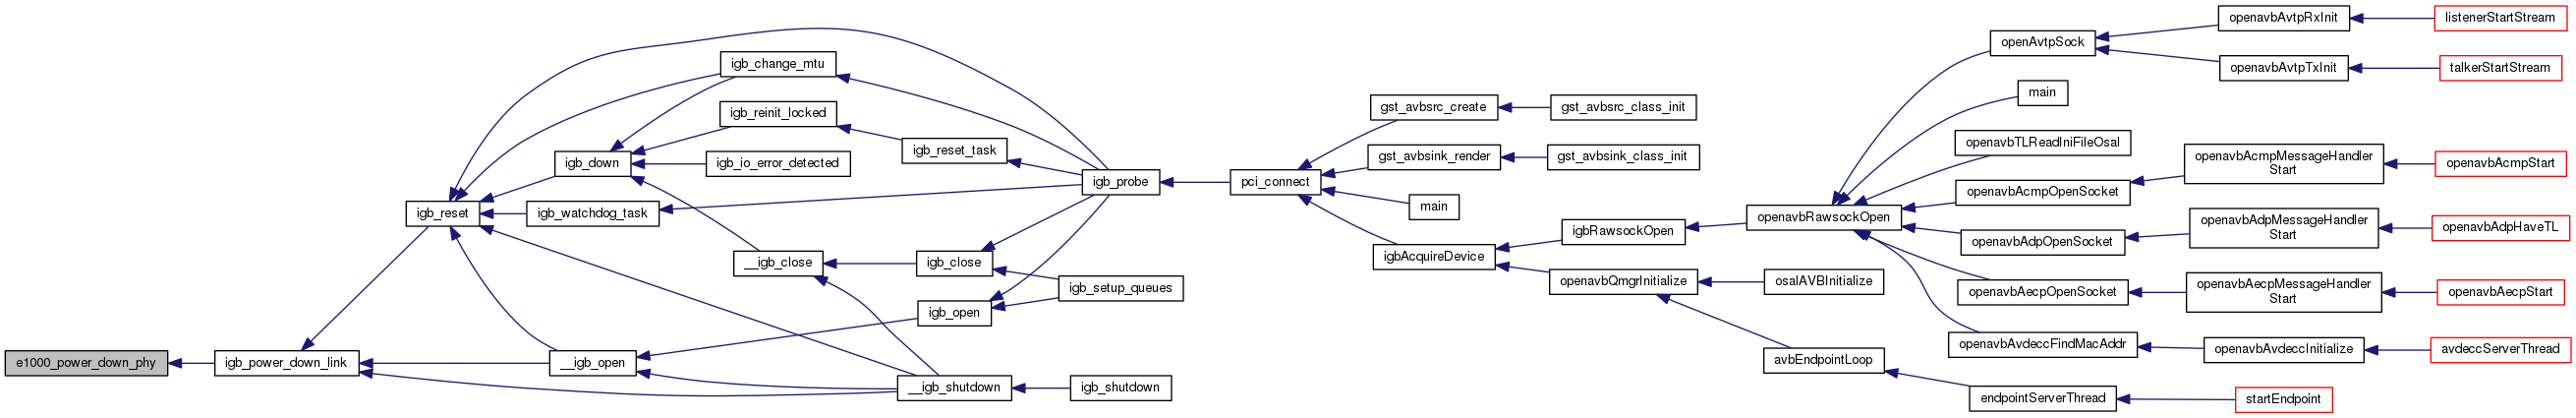 e1000_power_down_phy
igb_power_down_link
igb_reset
__igb_open
igb_down
igb_watchdog_task
igb_change_mtu
igb_reinit_locked
igb_io_error_detected
__igb_close
igb_reset_task
igb_close
igb_open
__igb_shutdown
igb_probe
igb_setup_queues
igb_shutdown
pci_connect
gst_avbsrc_create
gst_avbsink_render
main
igbAcquireDevice
gst_avbsrc_class_init
gst_avbsink_class_init
igbRawsockOpen
openavbQmgrInitialize
openavbRawsockOpen
osalAVBInitialize
avbEndpointLoop
openAvtpSock
main
openavbTLReadIniFileOsal
openavbAcmpOpenSocket
openavbAdpOpenSocket
openavbAecpOpenSocket
openavbAvdeccFindMacAddr
endpointServerThread
openavbAvtpRxInit
openavbAvtpTxInit
openavbAcmpMessageHandler
Start
openavbAdpMessageHandler
Start
openavbAecpMessageHandler
Start
openavbAvdeccInitialize
startEndpoint
listenerStartStream
talkerStartStream
openavbAcmpStart
openavbAdpHaveTL
openavbAecpStart
avdeccServerThread